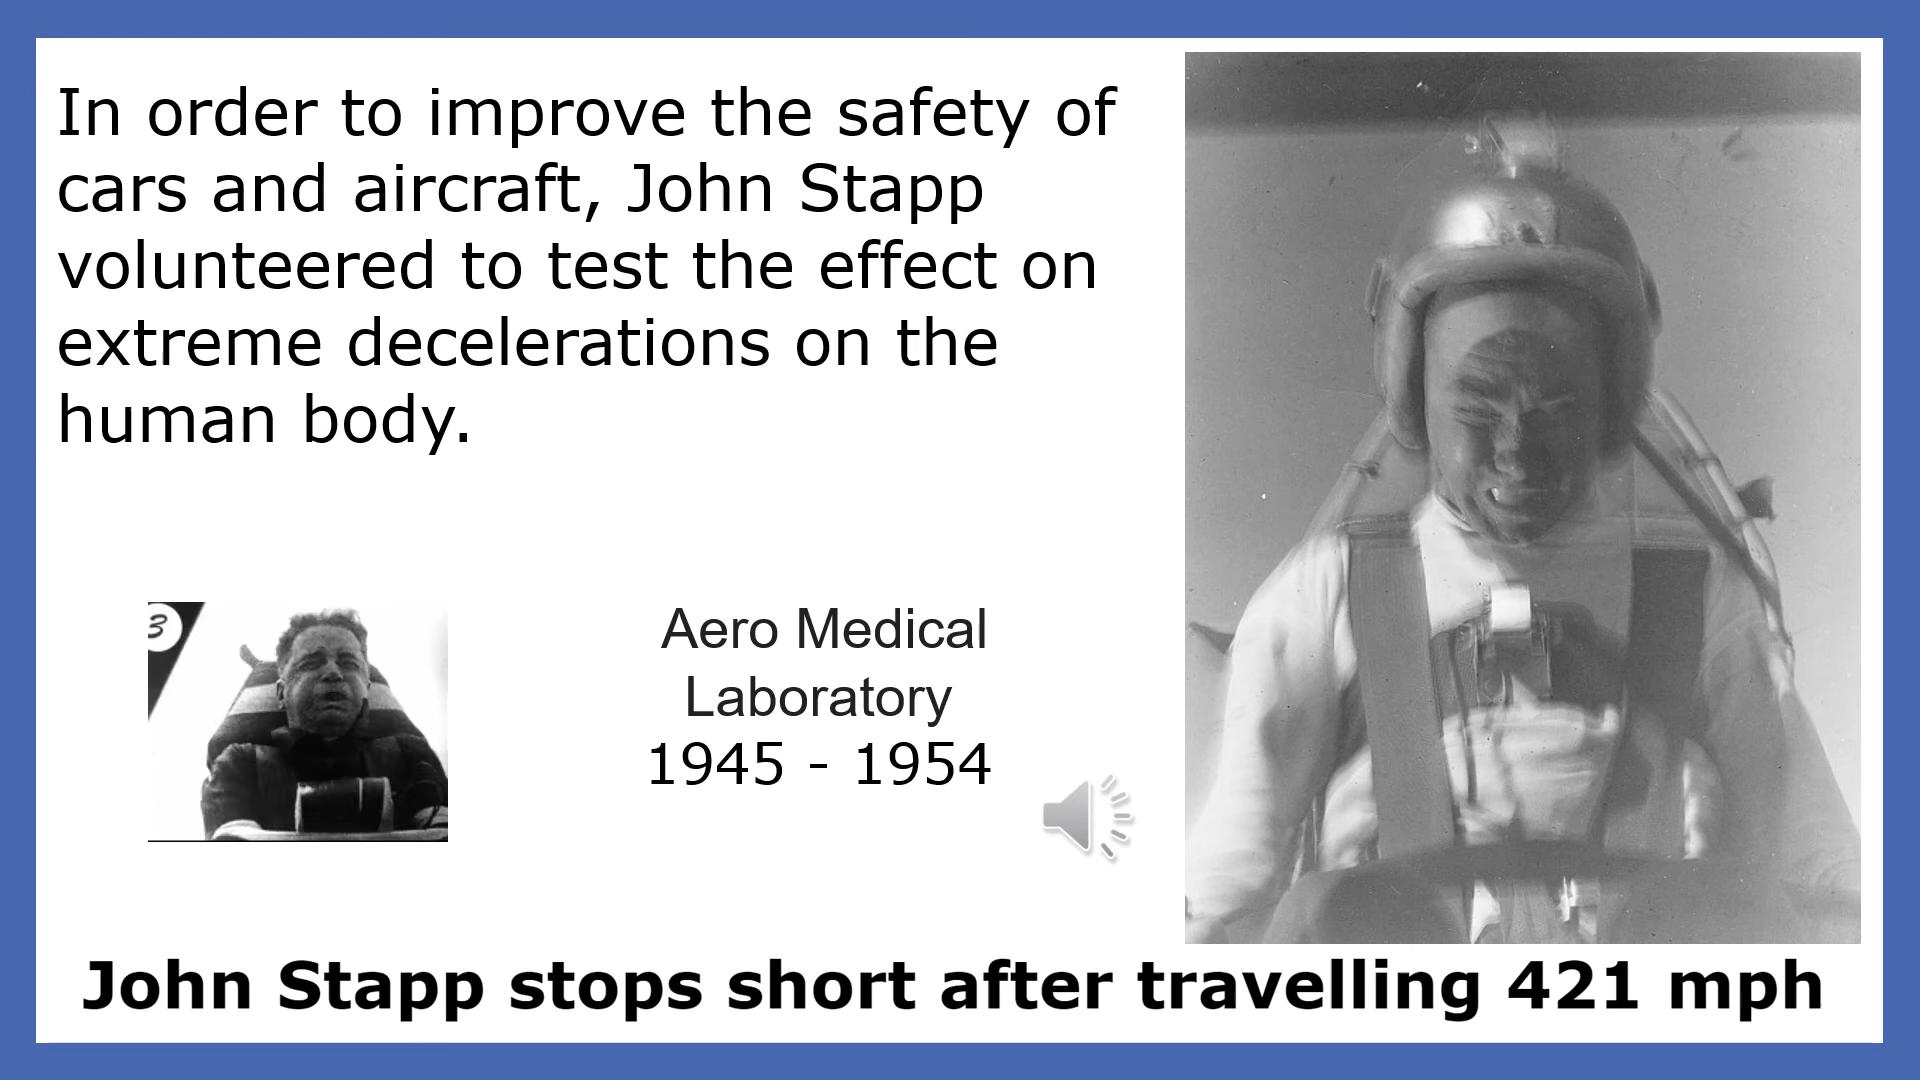 In order to improve the safety of
cars and aircraft, John Stapp
volunteered to test the effect on
extreme decelerations on the
human body.
3
Aero Medical
Laboratory
1945 - 1954
John Stapp stops short after travelling 421 mph